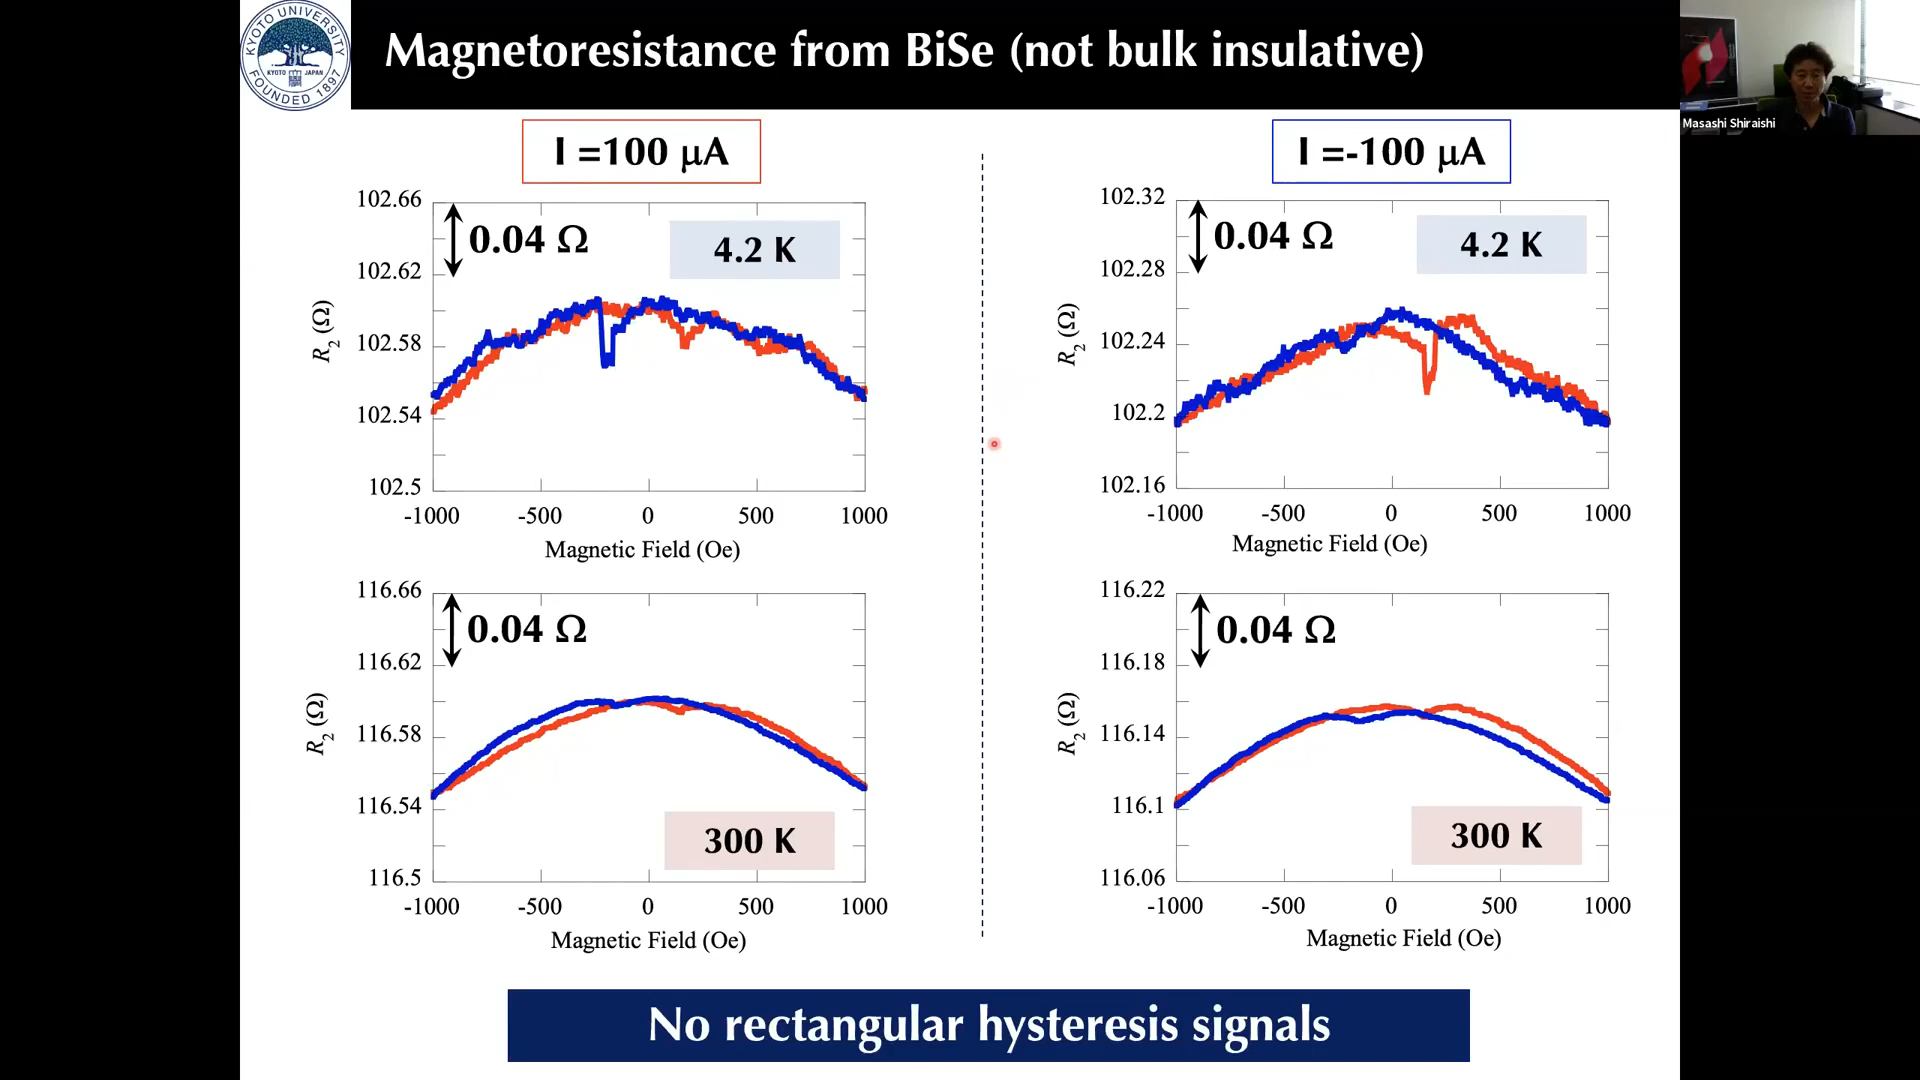 KYOTO UNIVERSITY
KYOTO JAPAN
FOUNDED 1897
Magnetoresistance from BiSe (not bulk insulative)
Masashi Shiraishi
I =100 μA
102.66
0.04 Ω
4.2 K
102.62
R2 (Ω)
102.58
102.54
102.5
-1000 -500 0 500 1000
Magnetic Field (Oe)
I =-100 μA
102.32
0.04 Ω
4.2 K
102.28
R2 (Ω)
102.24
102.2
102.16
-1000 -500 0 500 1000
Magnetic Field (Oe)
116.66
0.04 Ω
116.62
R2 (Ω)
116.58
116.54
300 K
116.5
-1000 -500 0 500 1000
Magnetic Field (Oe)
116.22
0.04 Ω
116.18
R2 (Ω)
116.14
116.1
300 K
116.06
-1000 -500 0 500 1000
Magnetic Field (Oe)
No rectangular hysteresis signals